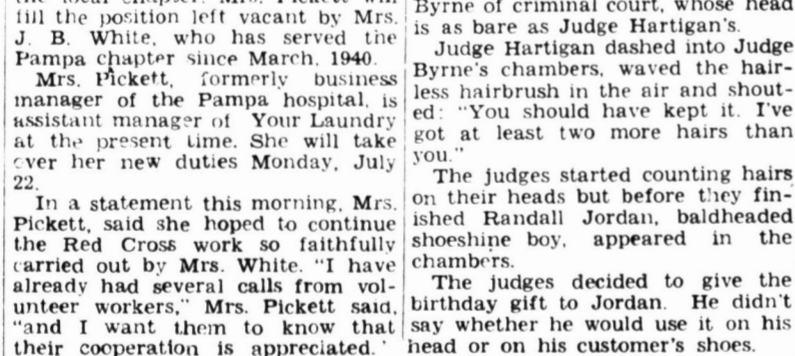 fill the position left vacant by Mrs.
J. B. White, who has served the
Pampa chapter since March, 1940.
Mrs. Pickett, formerly business
manager of the Pampa hospital, is
assistant manager of Your Laundry
at the present time. She will take
over her new duties Monday, July
22.
In a statement this morning, Mrs.
Pickett, said she hoped to continue
the Red Cross work so faithfully
carried out by Mrs. White. "I have
already had several calls from vol-
unteer workers," Mrs. Pickett said,
"and I want them to know that
their cooperation is appreciated."
Byrne of criminal court, whose head
is as bare as Judge Hartigan's.
Judge Hartigan dashed into Judge
Byrne's chambers, waved the hair-
less hairbrush in the air and shout-
ed: "You should have kept it. I've
got at least two more hairs than
you."
The judges started counting hairs
on their heads but before they fin-
ished Randall Jordan, baldheaded
shoeshine boy, appeared in the
chambers.
The judges decided to give the
birthday gift to Jordan. He didn't
say whether he would use it on his
head or on his customer's shoes.